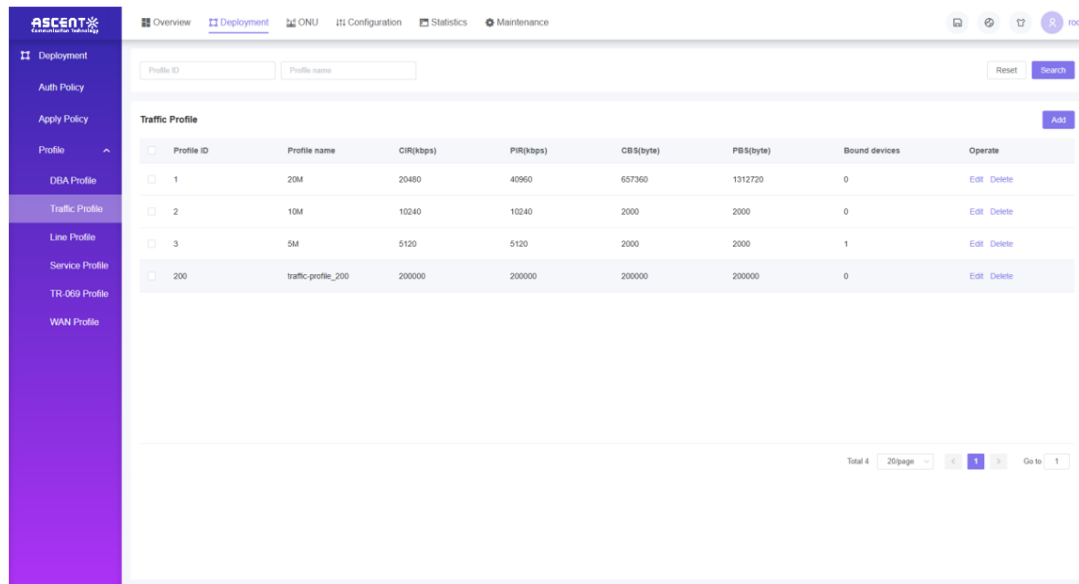 ASCENT
Communication Technology
Overview Deployment ONU Configuration Statistics Maintenance
Deployment
Auth Policy
Apply Policy
Profile
DBA Profile
Traffic Profile
Line Profile
Service Profile
TR-069 Profile
WAN Profile
Profile ID Profile name Reset Search
Traffic Profile Add
Profile ID Profile name CIR(kbps) PIR(kbps) CBS(byte) PBS(byte) Bound devices Operate
1 20M 20480 40960 657360 1312720 0 Edit Delete
2 10M 10240 10240 2000 2000 0 Edit Delete
3 5M 5120 5120 2000 2000 1 Edit Delete
200 traffic-profile_200 200000 200000 200000 200000 0 Edit Delete
Total 4 20/page < 1 > Go to 1